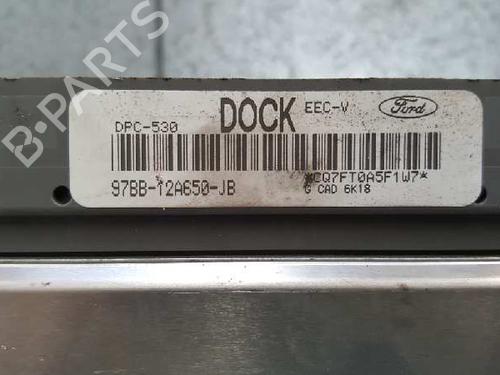 DOCK EEC-V Ford
DPC-530
97BB-12A650-JB *CQ7FT0A5F1W7*
G CAD 6K18
B-PARTS